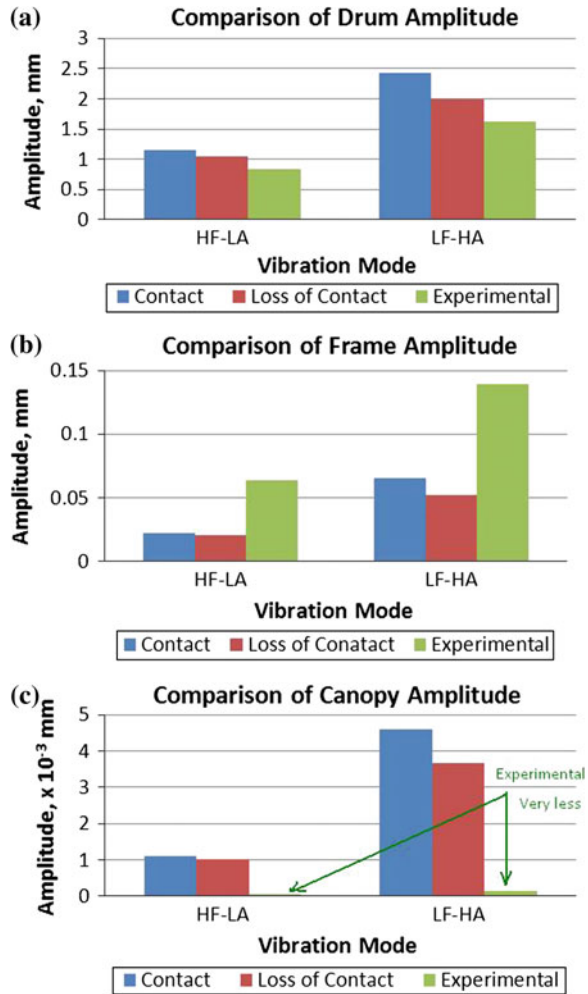 (a)
Comparison of Drum Amplitude
Amplitude, mm
3
2.5
2
1.5
1
0.5
0
HF-LA LF-HA
Vibration Mode
Contact Loss of Contact Experimental
(b)
Comparison of Frame Amplitude
Amplitude, mm
0.15
0.1
0.05
0
HF-LA LF-HA
Vibration Mode
Contact Loss of Conatact Experimental
(c)
Comparison of Canopy Amplitude
Amplitude, x 10-3 mm
5
4
3
2
1
0
Experimental
Very less
HF-LA LF-HA
Vibration Mode
Contact Loss of Contact Experimental